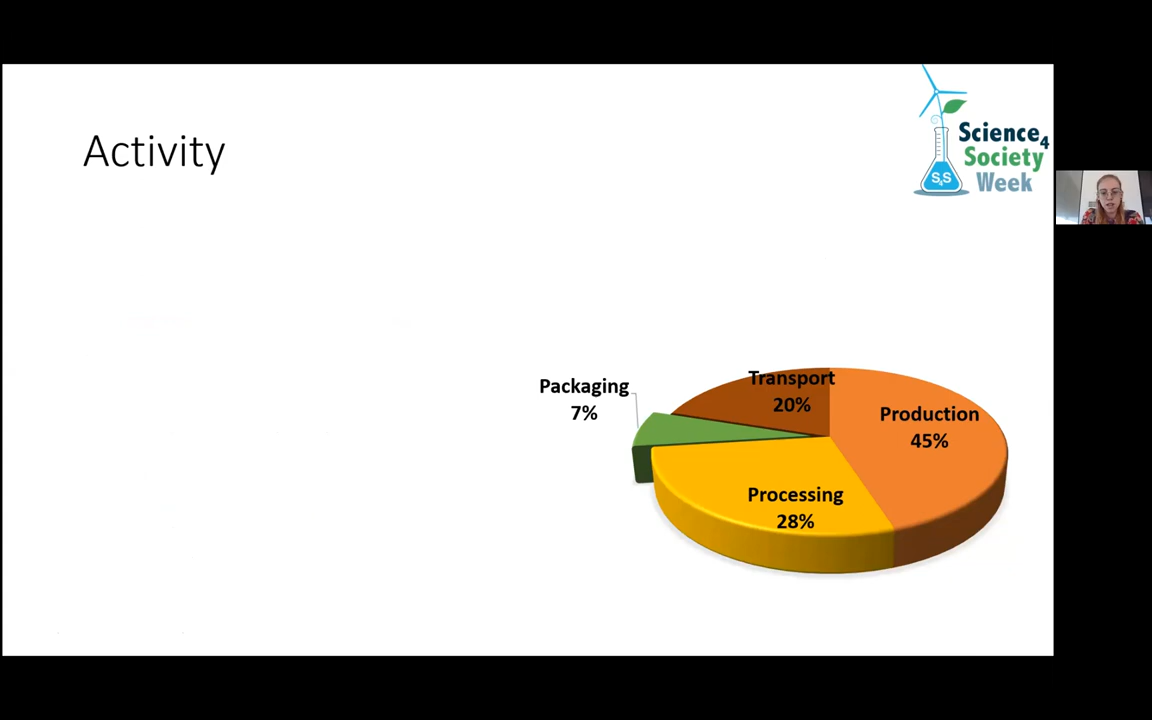 Activity
Science4
Society
Week
S4S
Packaging
7%
Transport
20%
Production
45%
Processing
28%